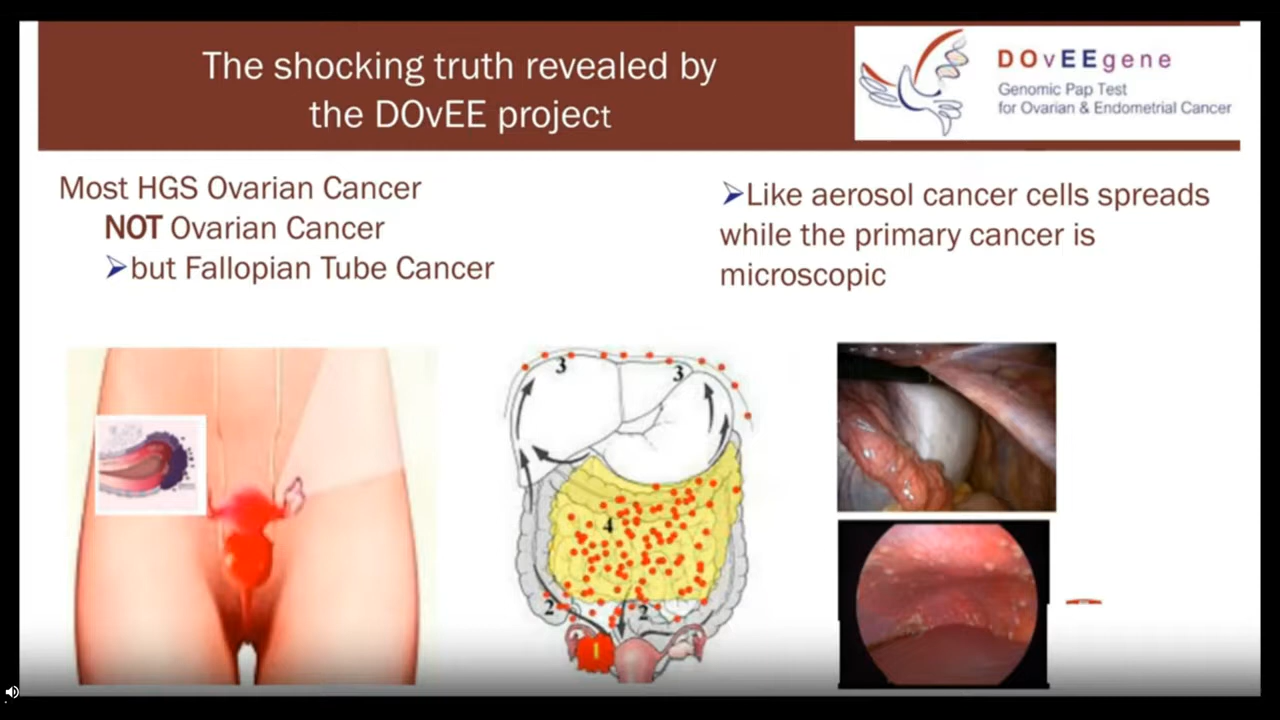 The shocking truth revealed by
the DOvEE project
DOvEEgene
Genomic Pap Test
for Ovarian & Endometrial Cancer
Most HGS Ovarian Cancer
NOT Ovarian Cancer
➢but Fallopian Tube Cancer
➢Like aerosol cancer cells spreads
while the primary cancer is
microscopic
3
3
4
2
2
1